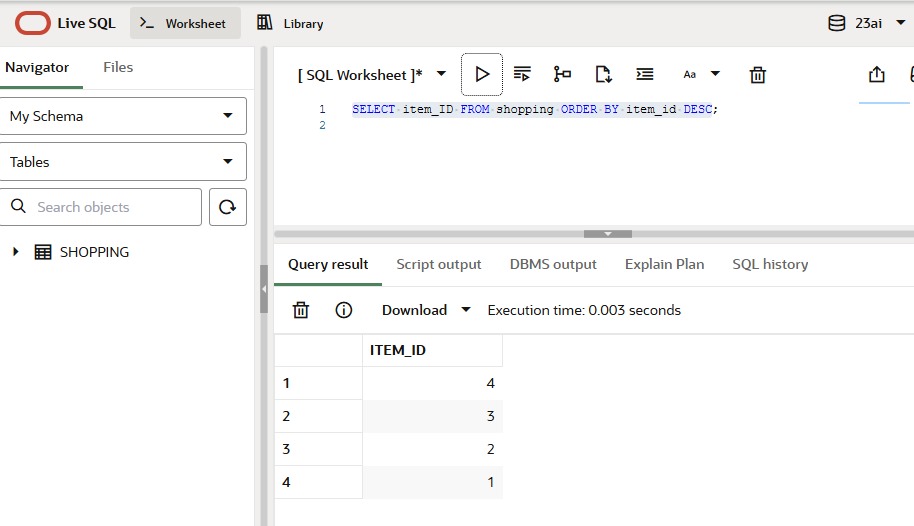 Live SQL
Worksheet
Library
23ai
Navigator
Files
My Schema
Tables
Search objects
SHOPPING
[ SQL Worksheet ]*
Aa
1 SELECT item_ID FROM shopping ORDER BY item_id DESC;
2
Query result
Script output
DBMS output
Explain Plan
SQL history
Download
Execution time: 0.003 seconds
ITEM_ID
1 4
2 3
3 2
4 1